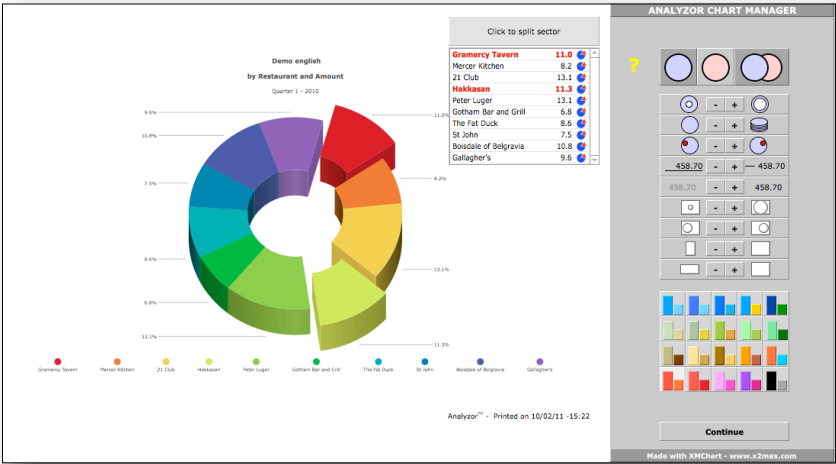 ANALYZOR CHART MANAGER
Click to split sector
Gramercy Tavern 11.0
Mercer Kitchen 8.2
21 Club 13.1
Hakkasan 11.3
Peter Luger 13.1
Gotham Bar and Grill 6.8
The Fat Duck 8.6
St John 7.5
Boisdale of Belgravia 10.8
Gallagher's 9.6
Demo english
by Restaurant and Amount
Quarter 1 - 2010
9.6%
11.0%
10.8%
8.2%
7.5%
8.6%
13.1%
6.8%
13.1%
11.3%
Gramercy Tavern Mercer Kitchen 21 Club Hakkasan Peter Luger Gotham Bar and Grill The Fat Duck St John Boisdale of Belgravia Gallagher's
Analyzor™ - Printed on 10/02/11 -15:22
?
- +
- +
- +
458.70 - + 458.70
458.70 - + 458.70
- +
- +
- +
- +
Continue
Made with XMChart - www.x2max.com